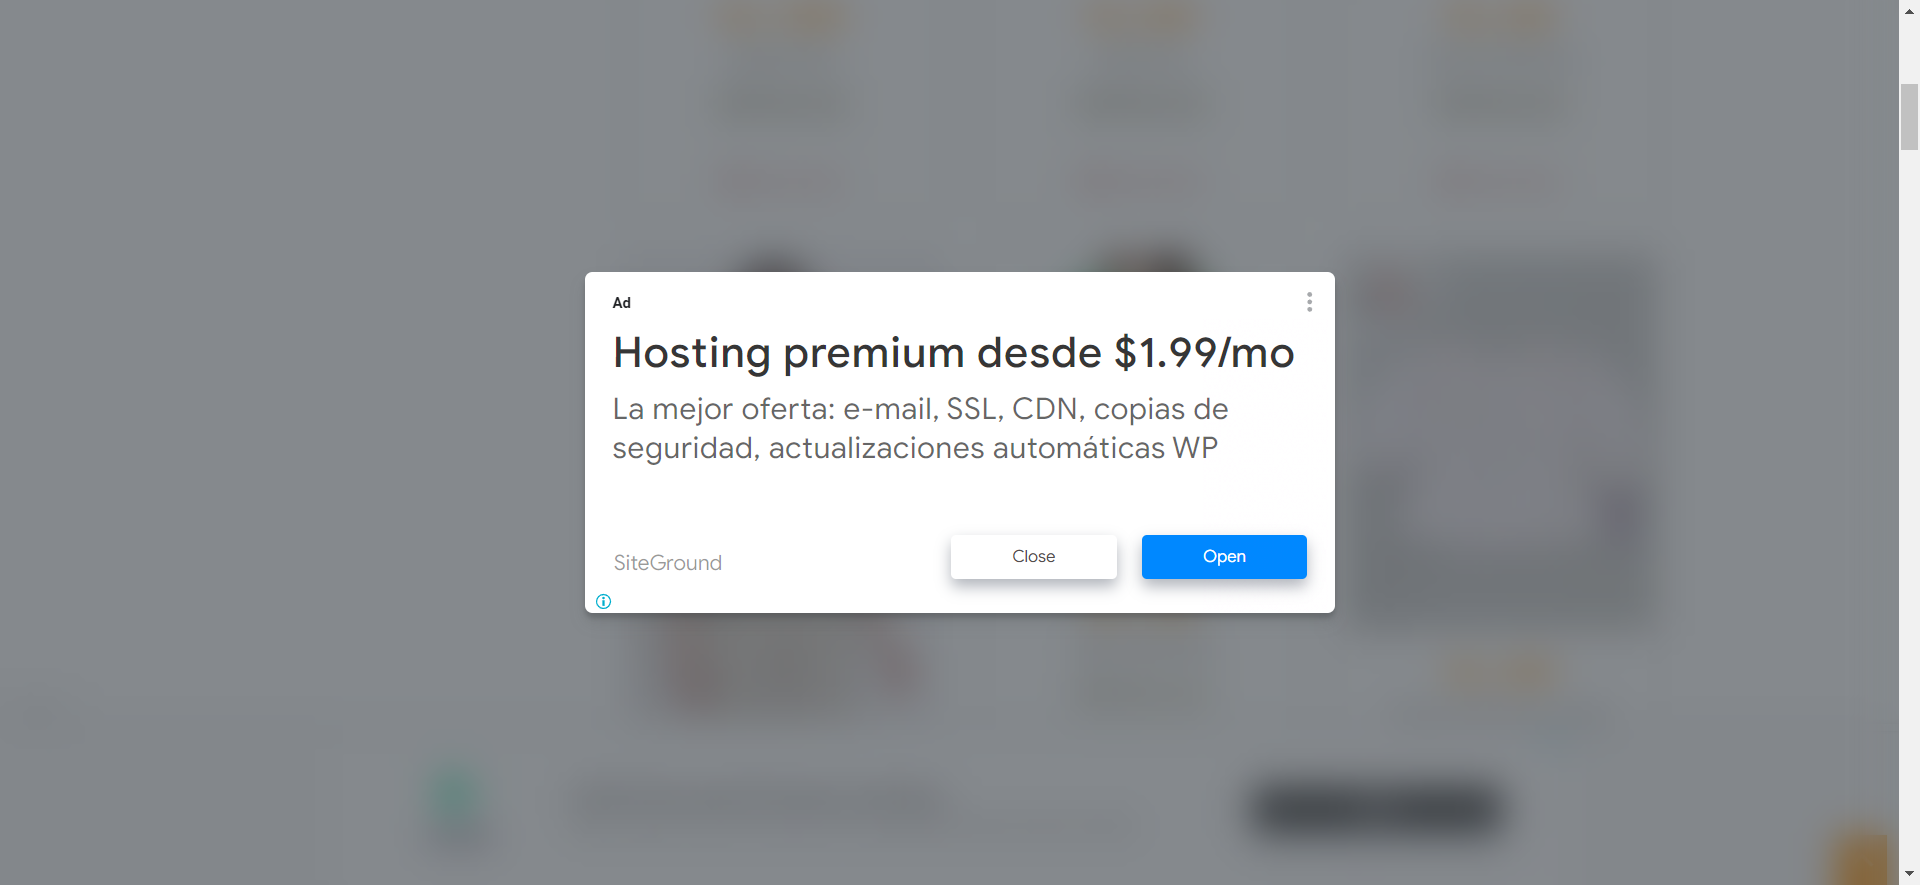 Ad
Hosting premium desde $1.99/mo
La mejor oferta: e-mail, SSL, CDN, copias de
seguridad, actualizaciones automáticas WP
SiteGround
Close
Open